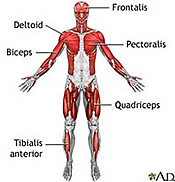 Frontalis
Deltoid
Pectoralis
Biceps
Quadriceps
Tibialis
anterior
A.D.